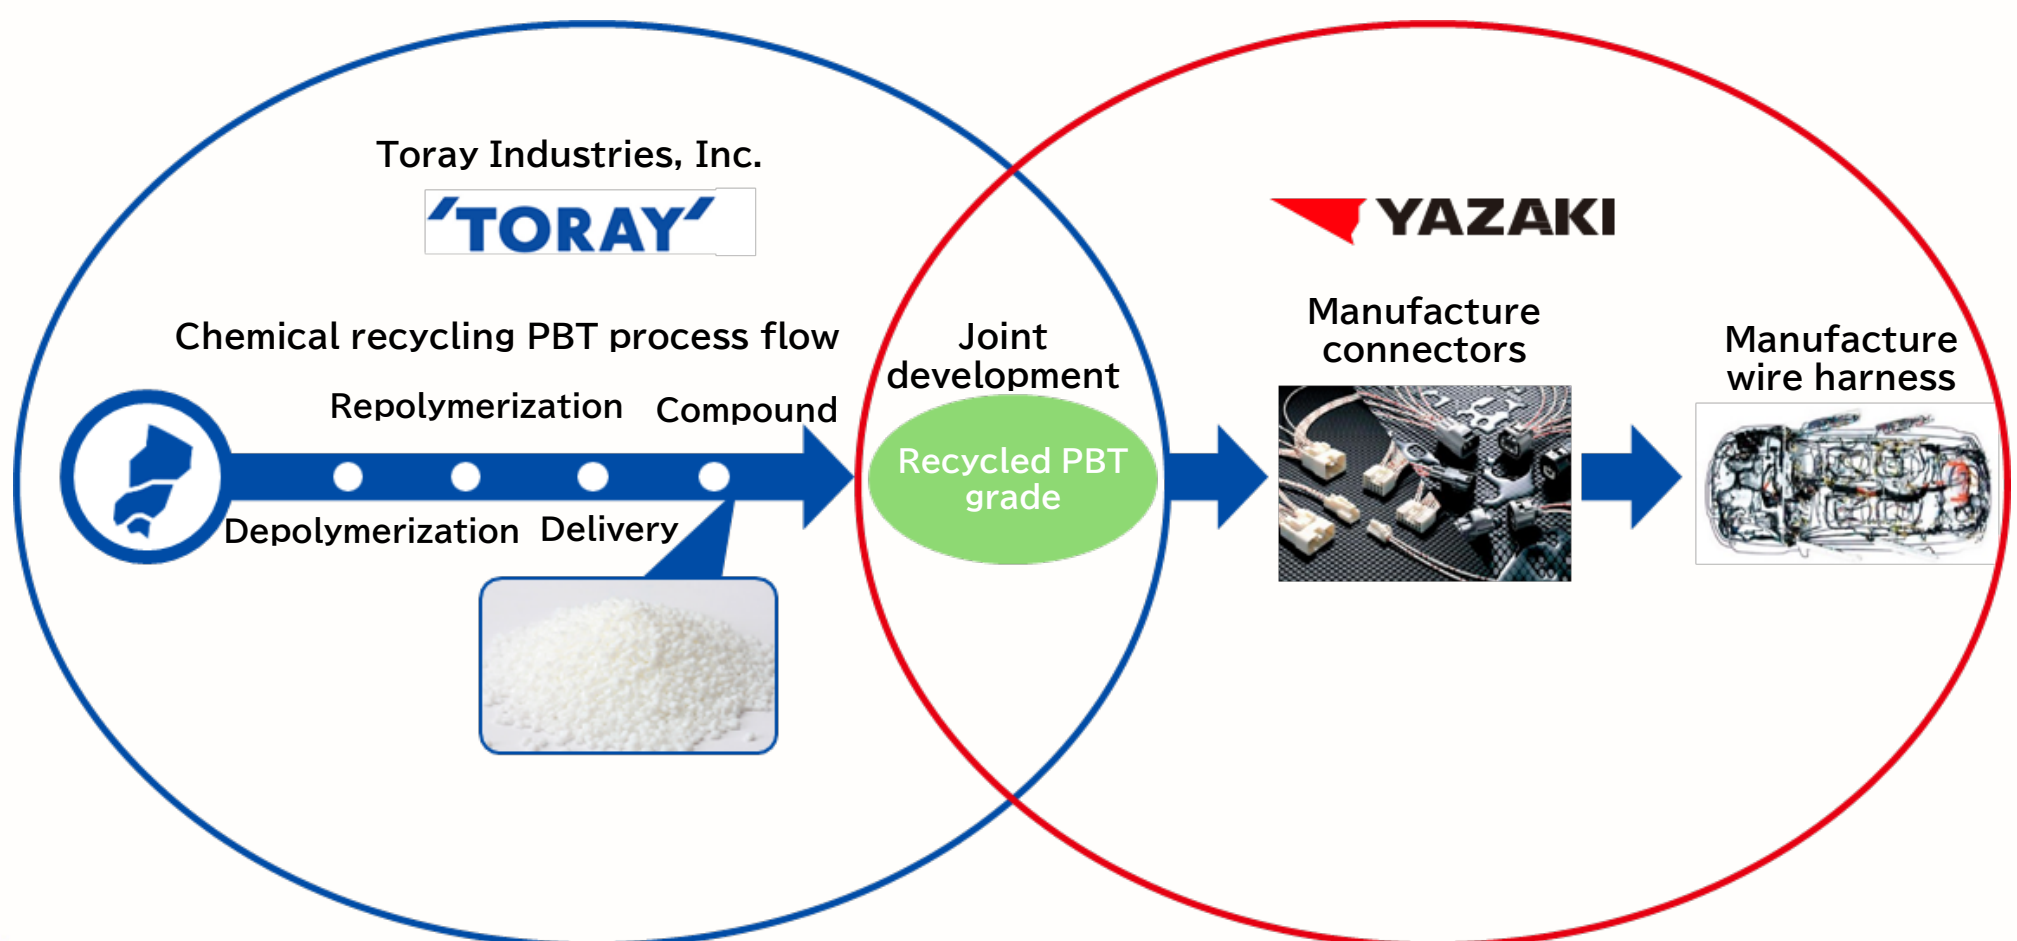 Toray Industries, Inc.
'TORAY'
YAZAKI
Chemical recycling PBT process flow
Repolymerization
Compound
Depolymerization
Delivery
Joint
development
Recycled PBT
grade
Manufacture
connectors
Manufacture
wire harness